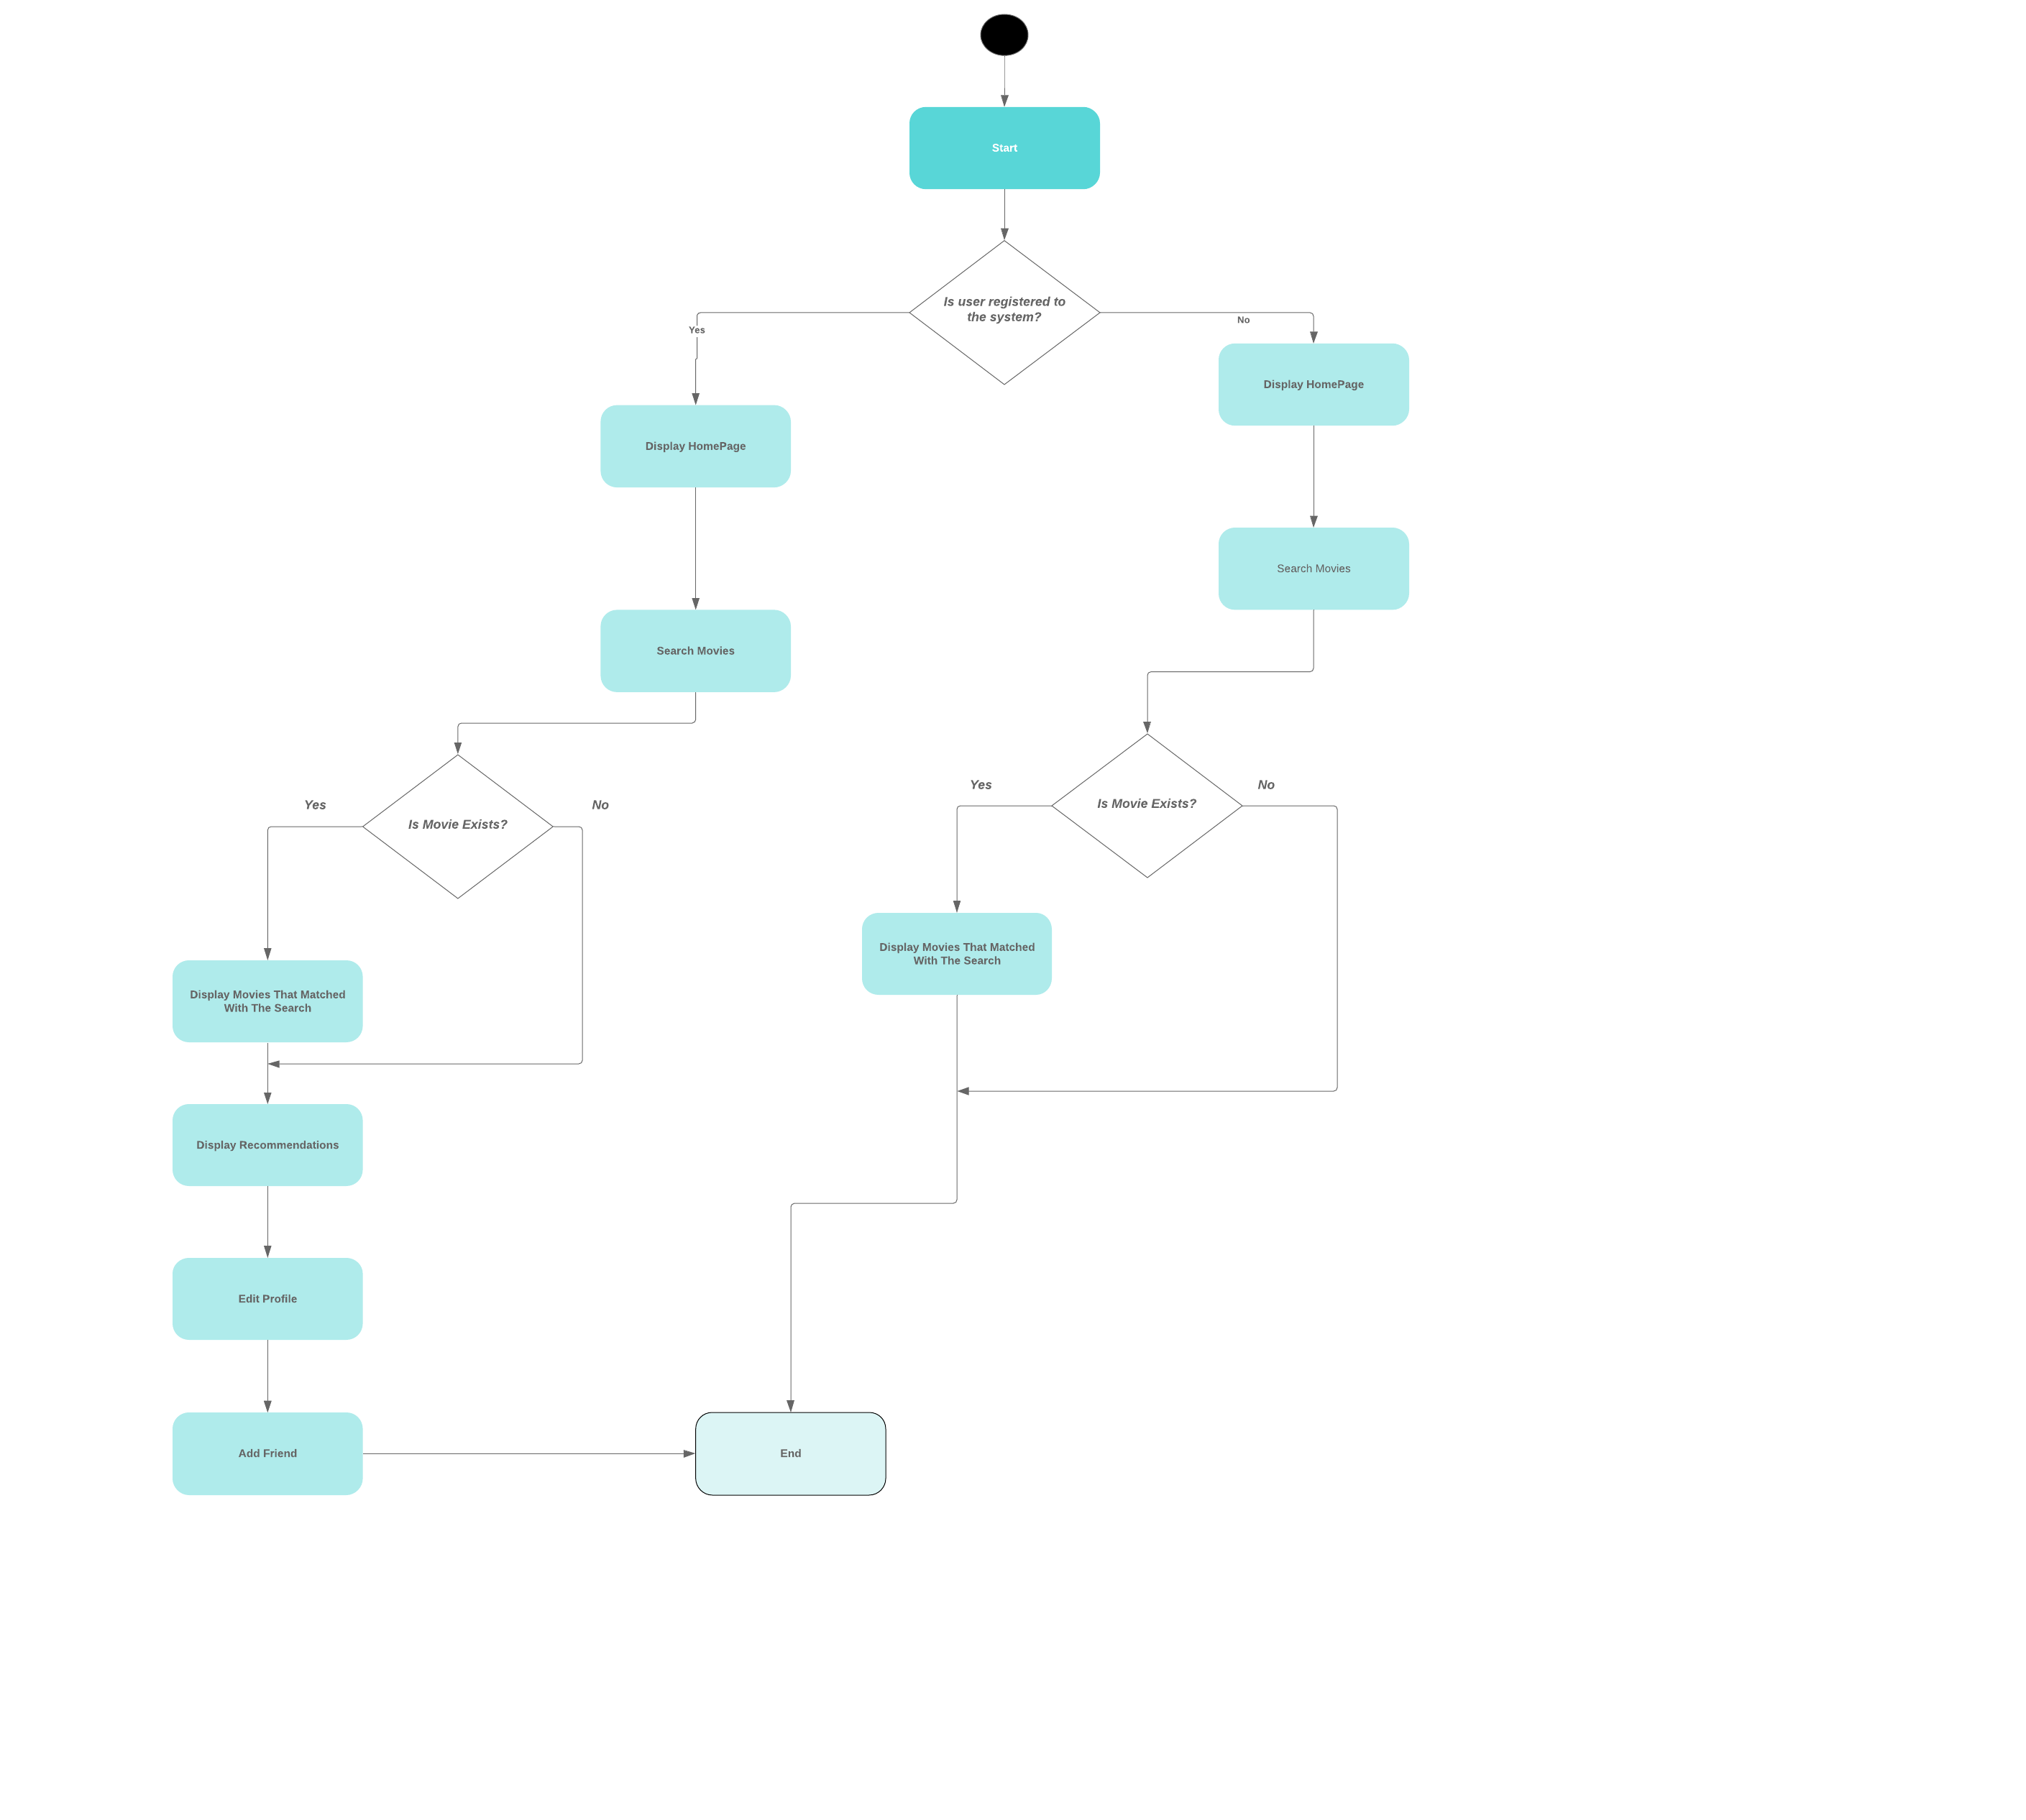 Start
Is user registered to
the system?
Yes
No
Display HomePage
Display HomePage
Search Movies
Search Movies
Yes
No
Is Movie Exists?
Yes
No
Is Movie Exists?
Display Movies That Matched
With The Search
Display Movies That Matched
With The Search
Display Recommendations
Edit Profile
Add Friend
End